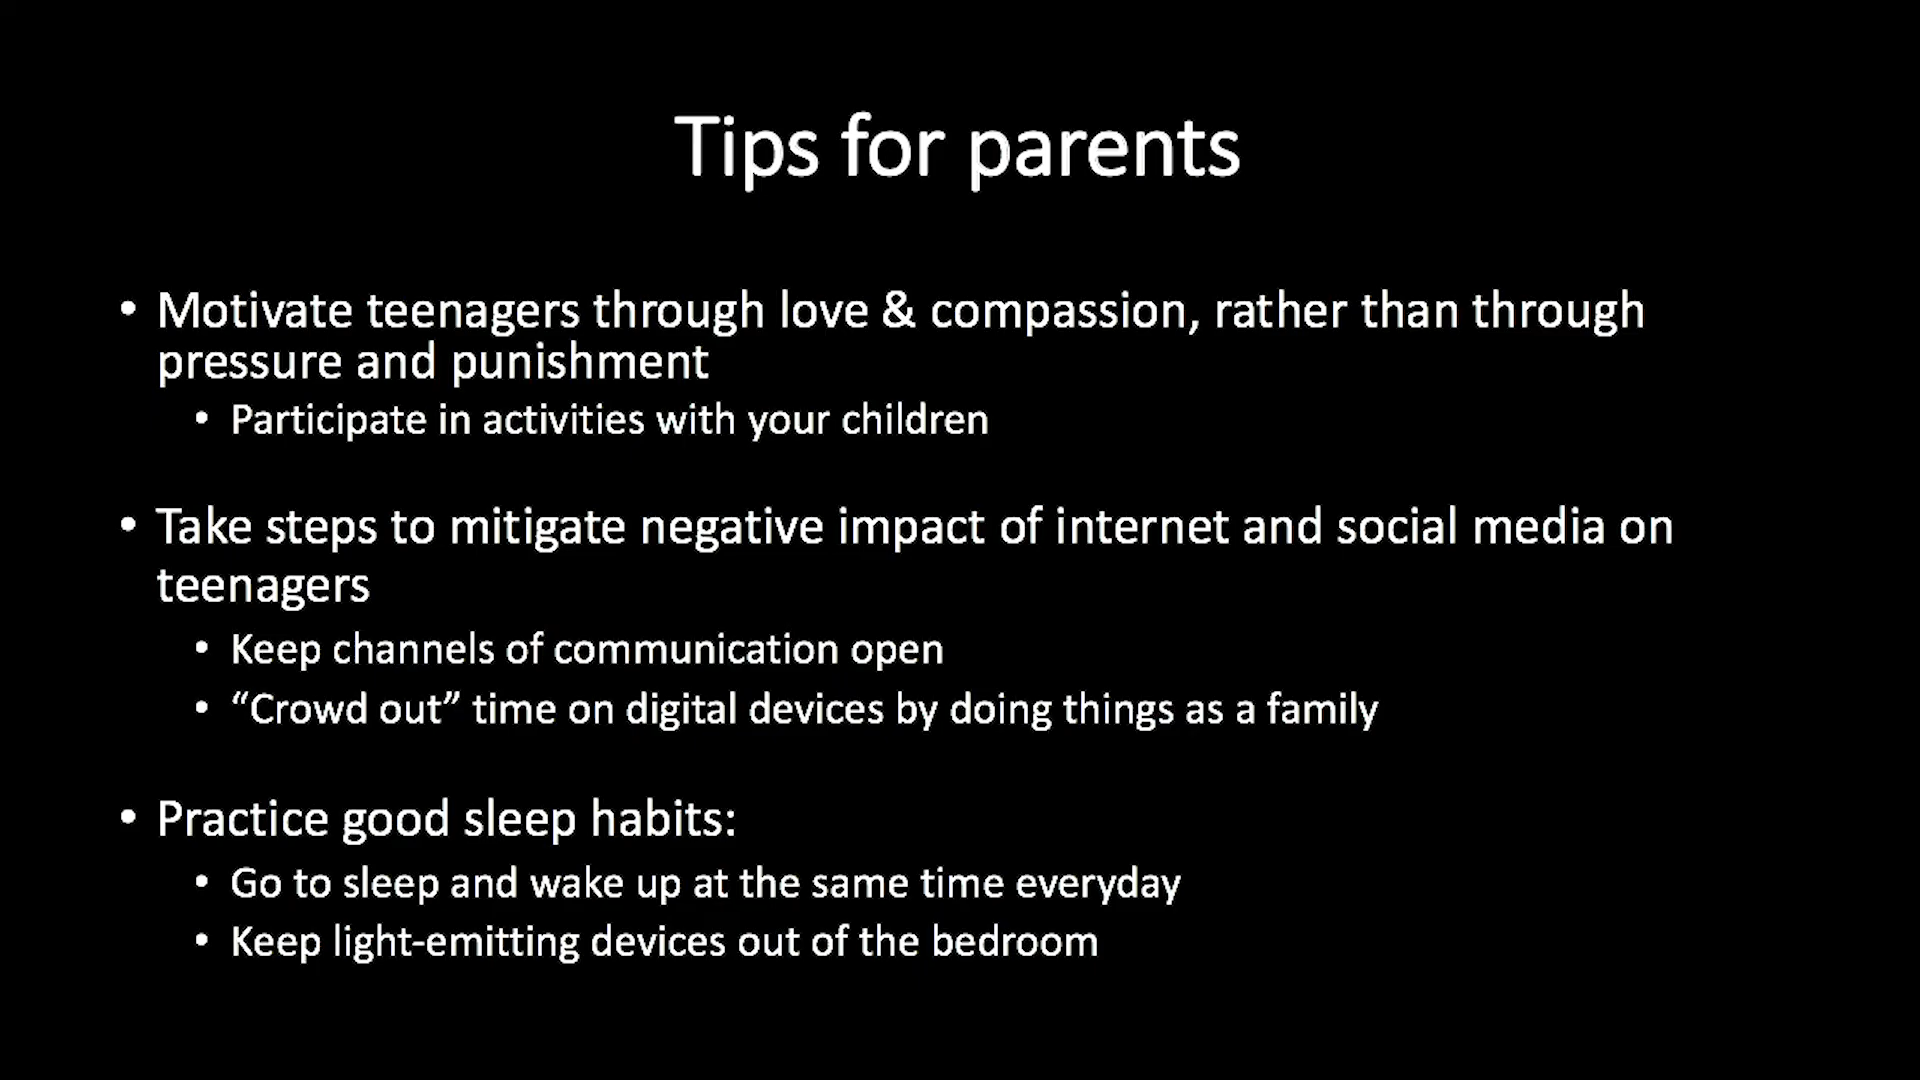 Tips for parents
• Motivate teenagers through love & compassion, rather than through
pressure and punishment
• Participate in activities with your children
• Take steps to mitigate negative impact of internet and social media on
teenagers
• Keep channels of communication open
• “Crowd out” time on digital devices by doing things as a family
• Practice good sleep habits:
• Go to sleep and wake up at the same time everyday
• Keep light-emitting devices out of the bedroom